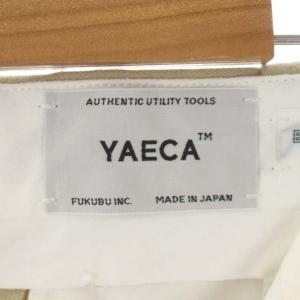 AUTHENTIC UTILITY TOOLS
YAECA™
FUKUBU INC. MADE IN JAPAN